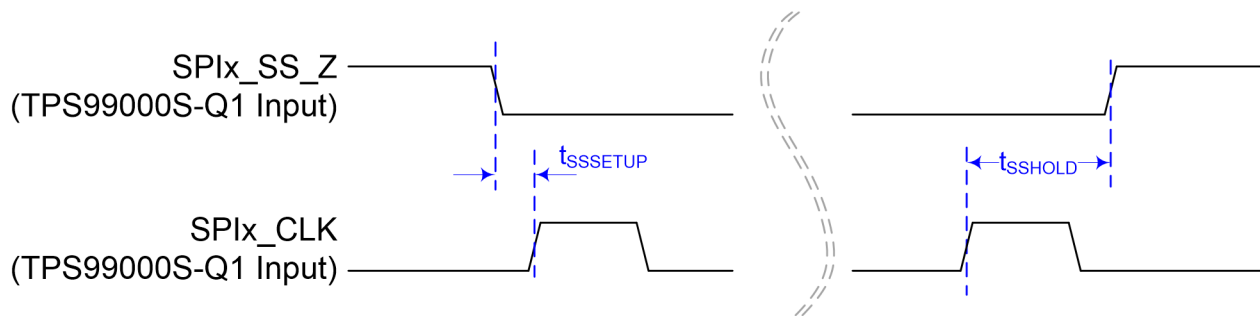 SPIx_SS_Z
(TPS99000S-Q1 Input)
tSSSETUP
tSSHOLD
SPIx_CLK
(TPS99000S-Q1 Input)